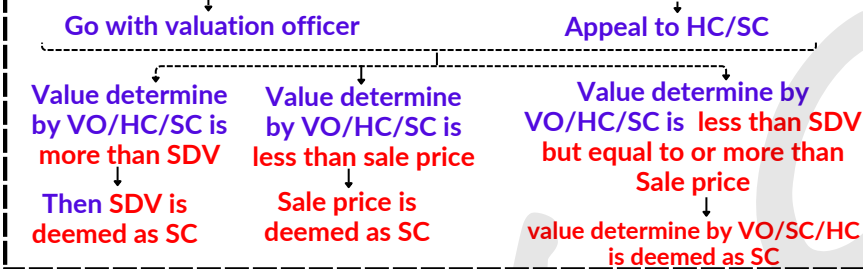 Go with valuation officer
Appeal to HC/SC
Value determine
by VO/HC/SC is
more than SDV
Then SDV is
deemed as SC
Value determine
by VO/HC/SC is
less than sale price
Sale price is
deemed as SC
Value determine by
VO/HC/SC is less than SDV
but equal to or more than
Sale price
value determine by VO/SC/HC
is deemed as SC